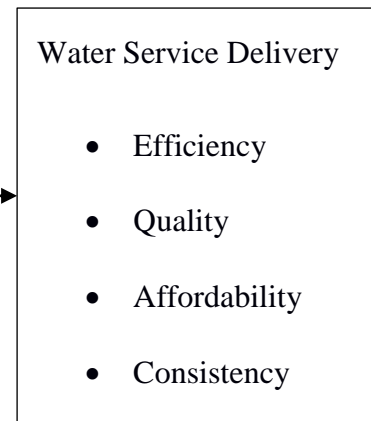 Water Service Delivery
• Efficiency
• Quality
• Affordability
• Consistency